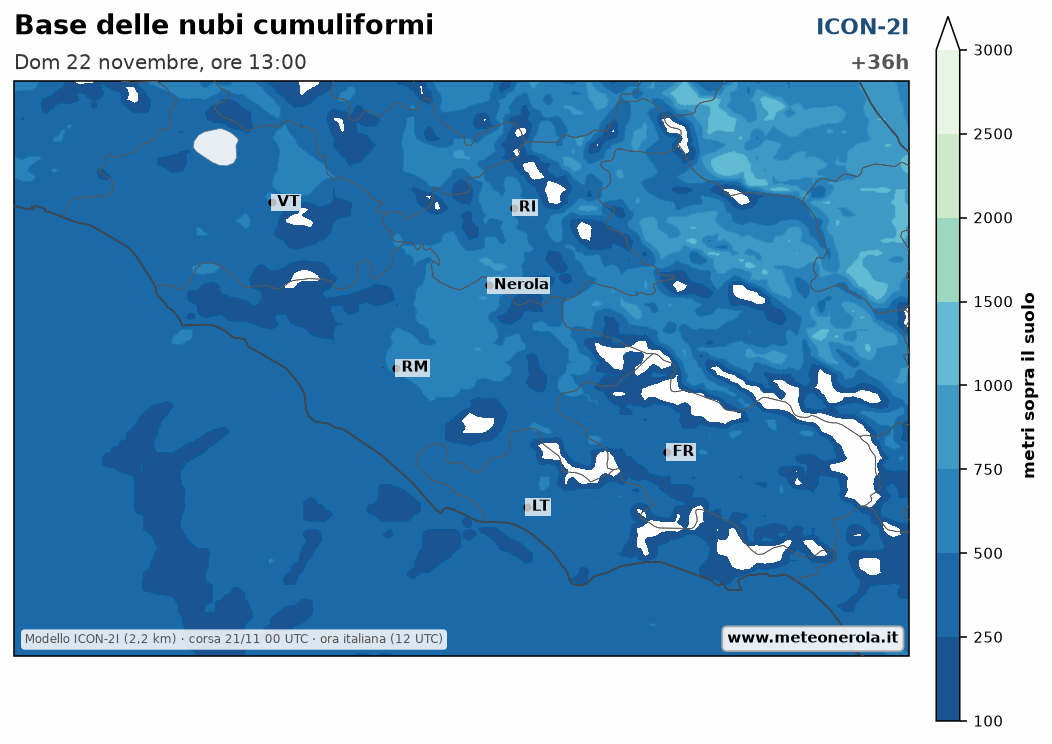 Base delle nubi cumuliformi
ICON-2I
Dom 22 novembre, ore 13:00
+36h
VT
RI
Nerola
RM
FR
LT
Modello ICON-2I (2,2 km) · corsa 21/11 00 UTC · ora italiana (12 UTC)
www.meteonerola.it
3000
2500
2000
1500
1000
750
500
250
100
metri sopra il suolo